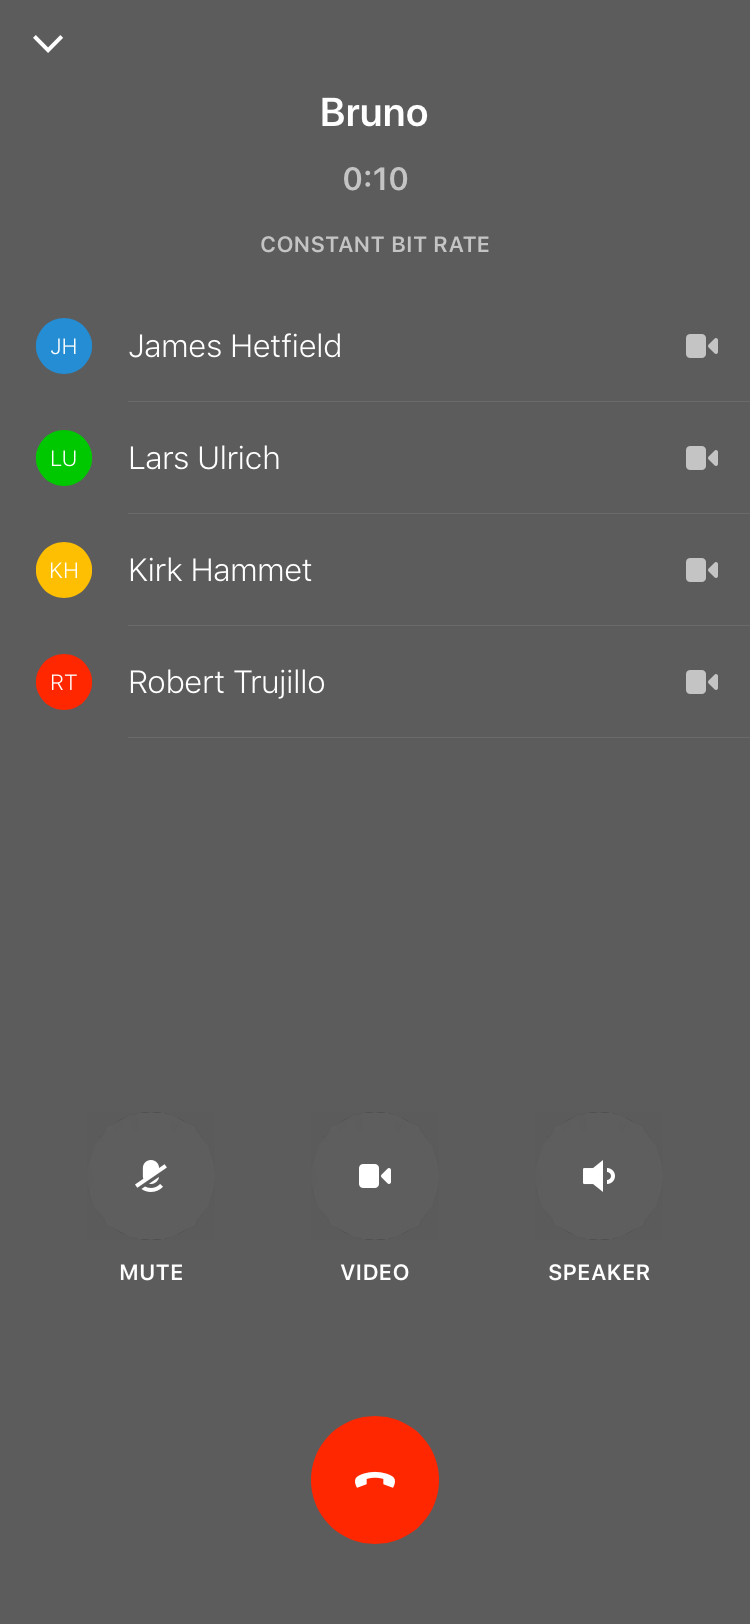 Bruno
0:10
CONSTANT BIT RATE
JH James Hetfield
LU Lars Ulrich
KH Kirk Hammet
RT Robert Trujillo
MUTE VIDEO SPEAKER